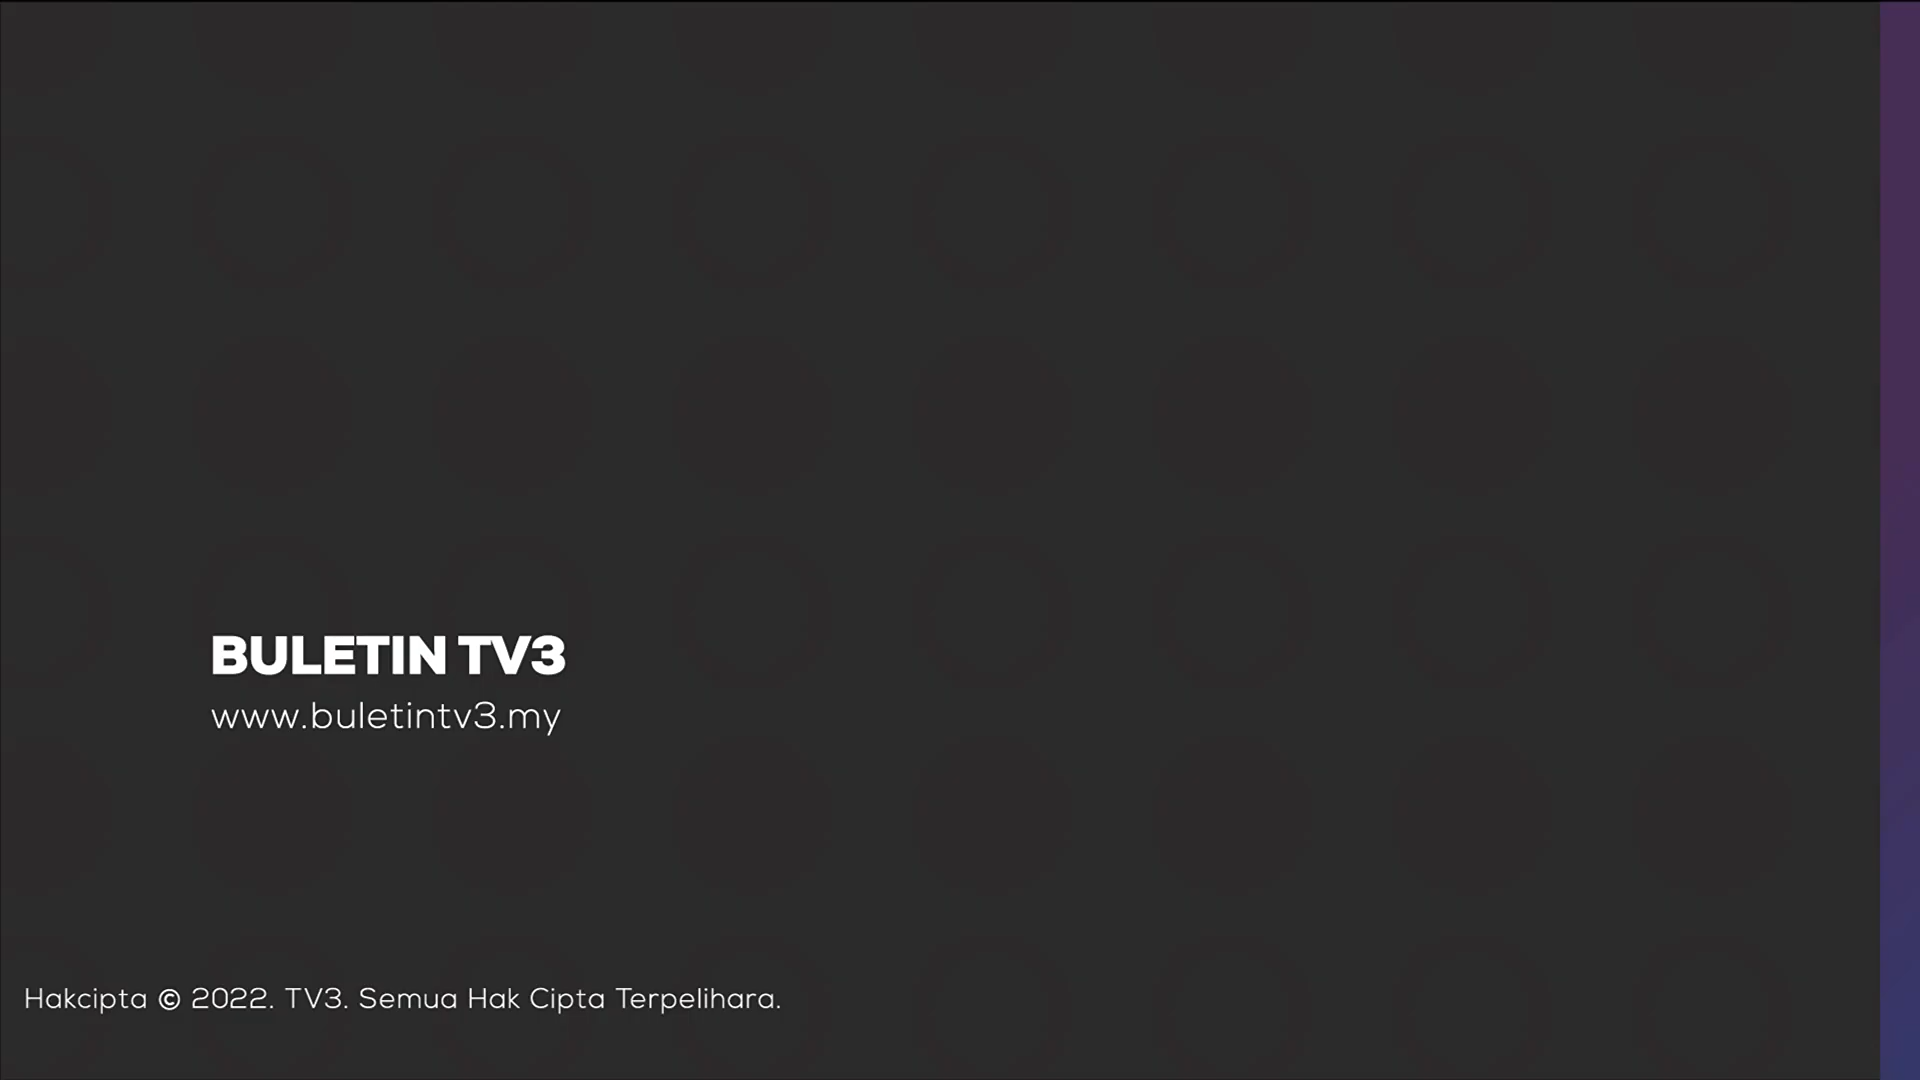 BULETIN TV3
www.buletintv3.my
Hakcipta © 2022. TV3. Semua Hak Cipta Terpelihara.